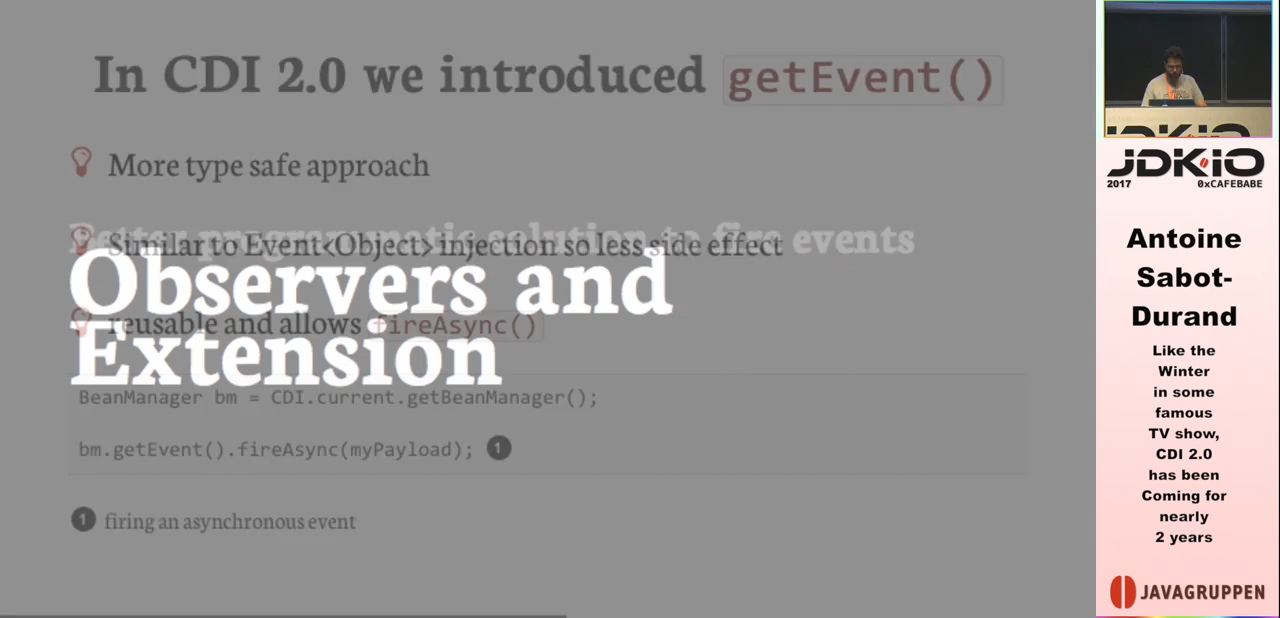 In CDI 2.0 we introduced getEvent()
More type safe approach
Better programmatic solution to fire events
Similar to Event<Object> injection so less side effect
Observers and
Extension
reusable and allows fireAsync()
BeanManager bm = CDI.current.getBeanManager();
bm.getEvent().fireAsync(myPayload); 1
1 firing an asynchronous event
JDK.IO
JDK.IO
2017 0xCAFEBABE
Antoine
Sabot-
Durand
Like the
Winter
in some
famous
TV show,
CDI 2.0
has been
Coming for
nearly
2 years
JAVAGRUPPEN